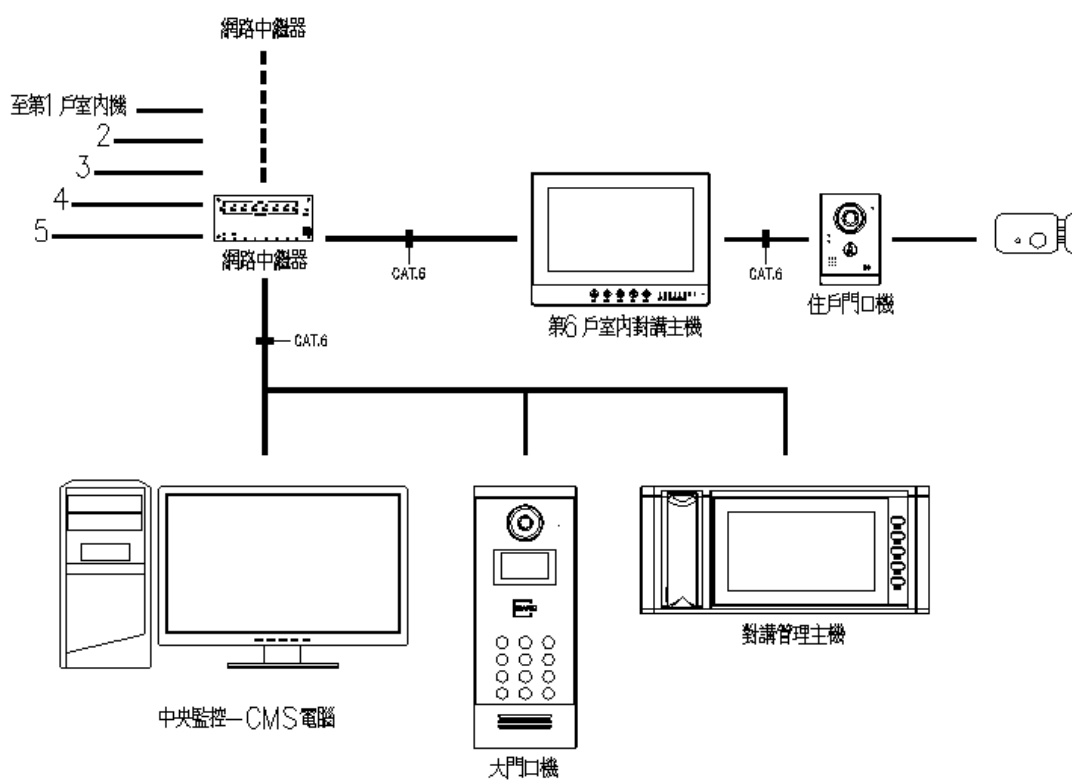 網路中繼器
至第1戶室內機
2
3
4
5
網路中繼器
CAT.6
第6戶室內對講主機
CAT.6
住戶門口機
CAT.6
中央監控-CMS電腦
大門口機
對講管理主機